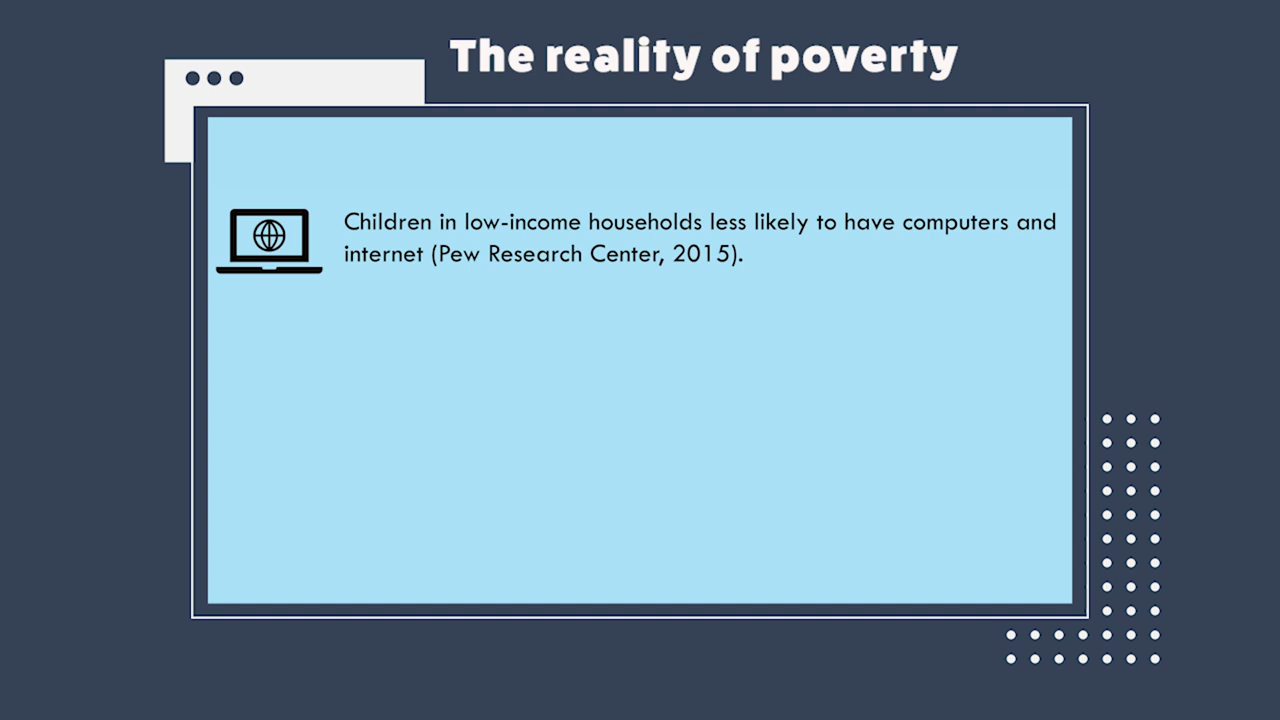 The reality of poverty
Children in low-income households less likely to have computers and
internet (Pew Research Center, 2015).